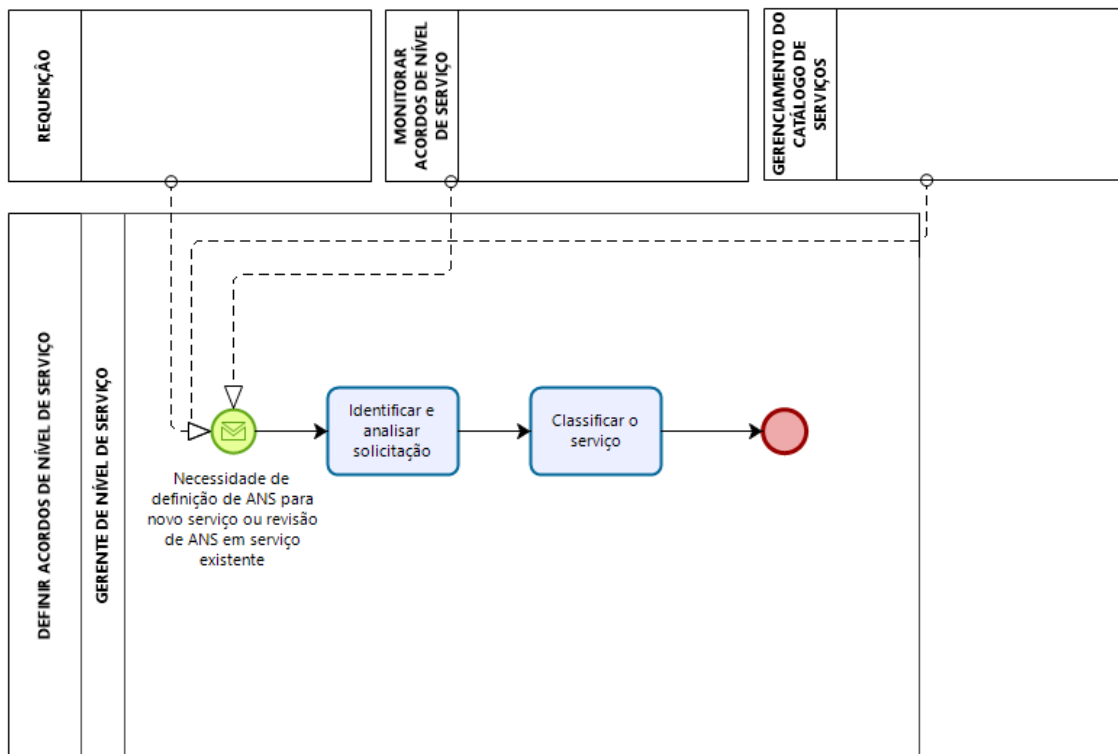 REQUISIÇÃO
MONITORAR
ACORDOS DE NÍVEL
DE SERVIÇO
GERENCIAMENTO DO
CATÁLOGO DE
SERVIÇOS
DEFINIR ACORDOS DE NÍVEL DE SERVIÇO
GERENTE DE NÍVEL DE SERVIÇO
Necessidade de
definição de ANS para
novo serviço ou revisão
de ANS em serviço
existente
Identificar e
analisar
solicitação
Classificar o
serviço